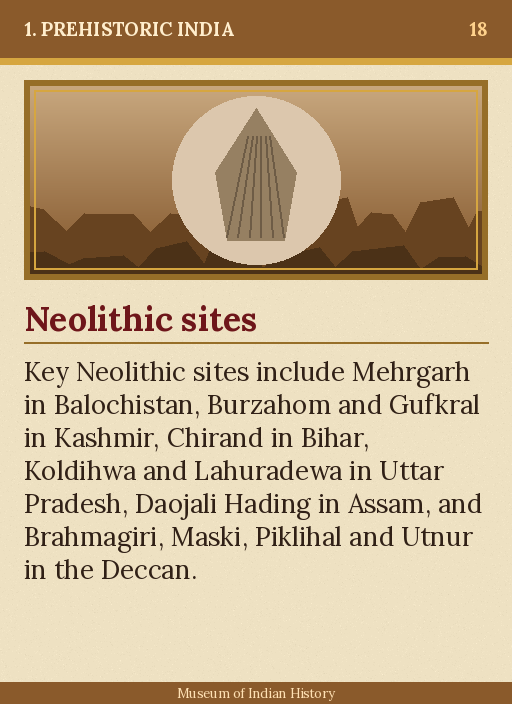 1. PREHISTORIC INDIA
18
Neolithic sites
Key Neolithic sites include Mehrgarh
in Balochistan, Burzahom and Gufkral
in Kashmir, Chirand in Bihar,
Koldihwa and Lahuradewa in Uttar
Pradesh, Daojali Hading in Assam, and
Brahmagiri, Maski, Piklihal and Utnur
in the Deccan.
Museum of Indian History